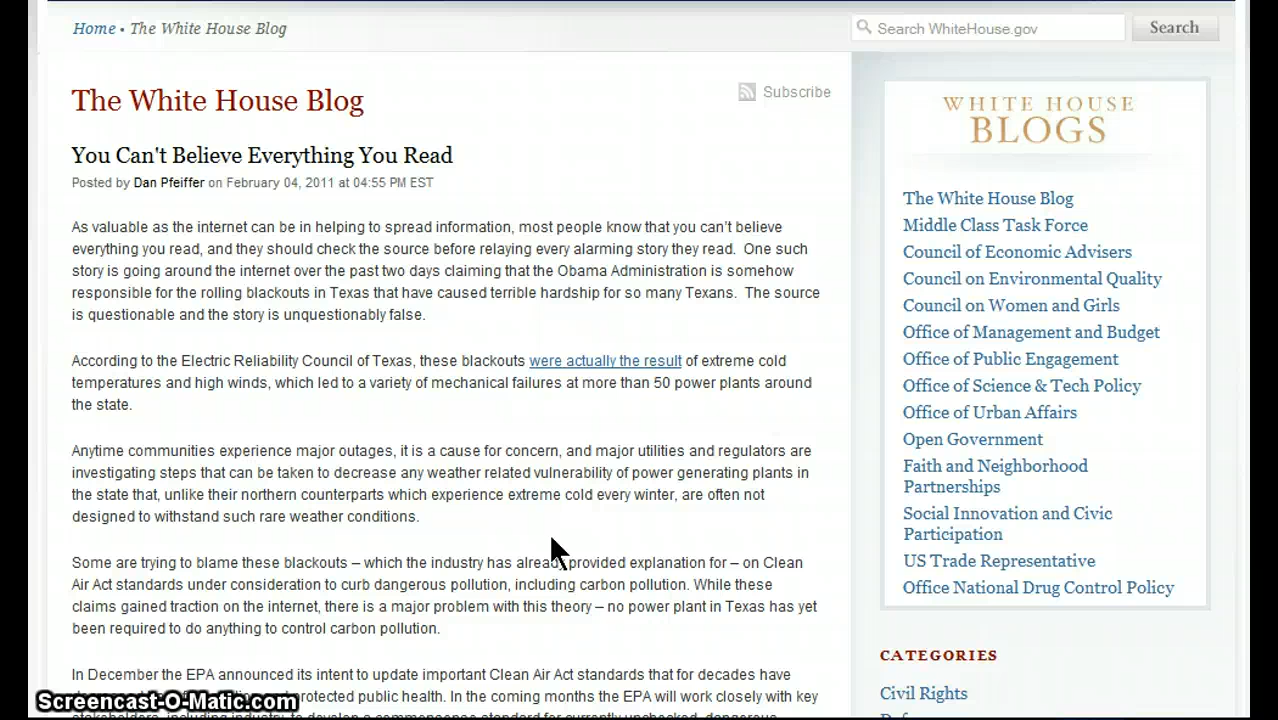 Home • The White House Blog
Search WhiteHouse.gov
Search
The White House Blog
Subscribe
You Can't Believe Everything You Read
Posted by Dan Pfeiffer on February 04, 2011 at 04:55 PM EST
As valuable as the internet can be in helping to spread information, most people know that you can’t believe
everything you read, and they should check the source before relaying every alarming story they read.  One such
story is going around the internet over the past two days claiming that the Obama Administration is somehow
responsible for the rolling blackouts in Texas that have caused terrible hardship for so many Texans.  The source
is questionable and the story is unquestionably false.
According to the Electric Reliability Council of Texas, these blackouts were actually the result of extreme cold
temperatures and high winds, which led to a variety of mechanical failures at more than 50 power plants around
the state.
Anytime communities experience major outages, it is a cause for concern, and major utilities and regulators are
investigating steps that can be taken to decrease any weather related vulnerability of power generating plants in
the state that, unlike their northern counterparts which experience extreme cold every winter, are often not
designed to withstand such rare weather conditions.
Some are trying to blame these blackouts – which the industry has already provided explanation for – on Clean
Air Act standards under consideration to curb dangerous pollution, including carbon pollution. While these
claims gained traction on the internet, there is a major problem with this theory – no power plant in Texas has yet
been required to do anything to control carbon pollution.
In December the EPA announced its intent to update important Clean Air Act standards that for decades have
protected public health. In the coming months the EPA will work closely with key
WHITE HOUSE
BLOGS
The White House Blog
Middle Class Task Force
Council of Economic Advisers
Council on Environmental Quality
Council on Women and Girls
Office of Management and Budget
Office of Public Engagement
Office of Science & Tech Policy
Office of Urban Affairs
Open Government
Faith and Neighborhood
Partnerships
Social Innovation and Civic
Participation
US Trade Representative
Office National Drug Control Policy
CATEGORIES
Civil Rights
Screencast-O-Matic.com